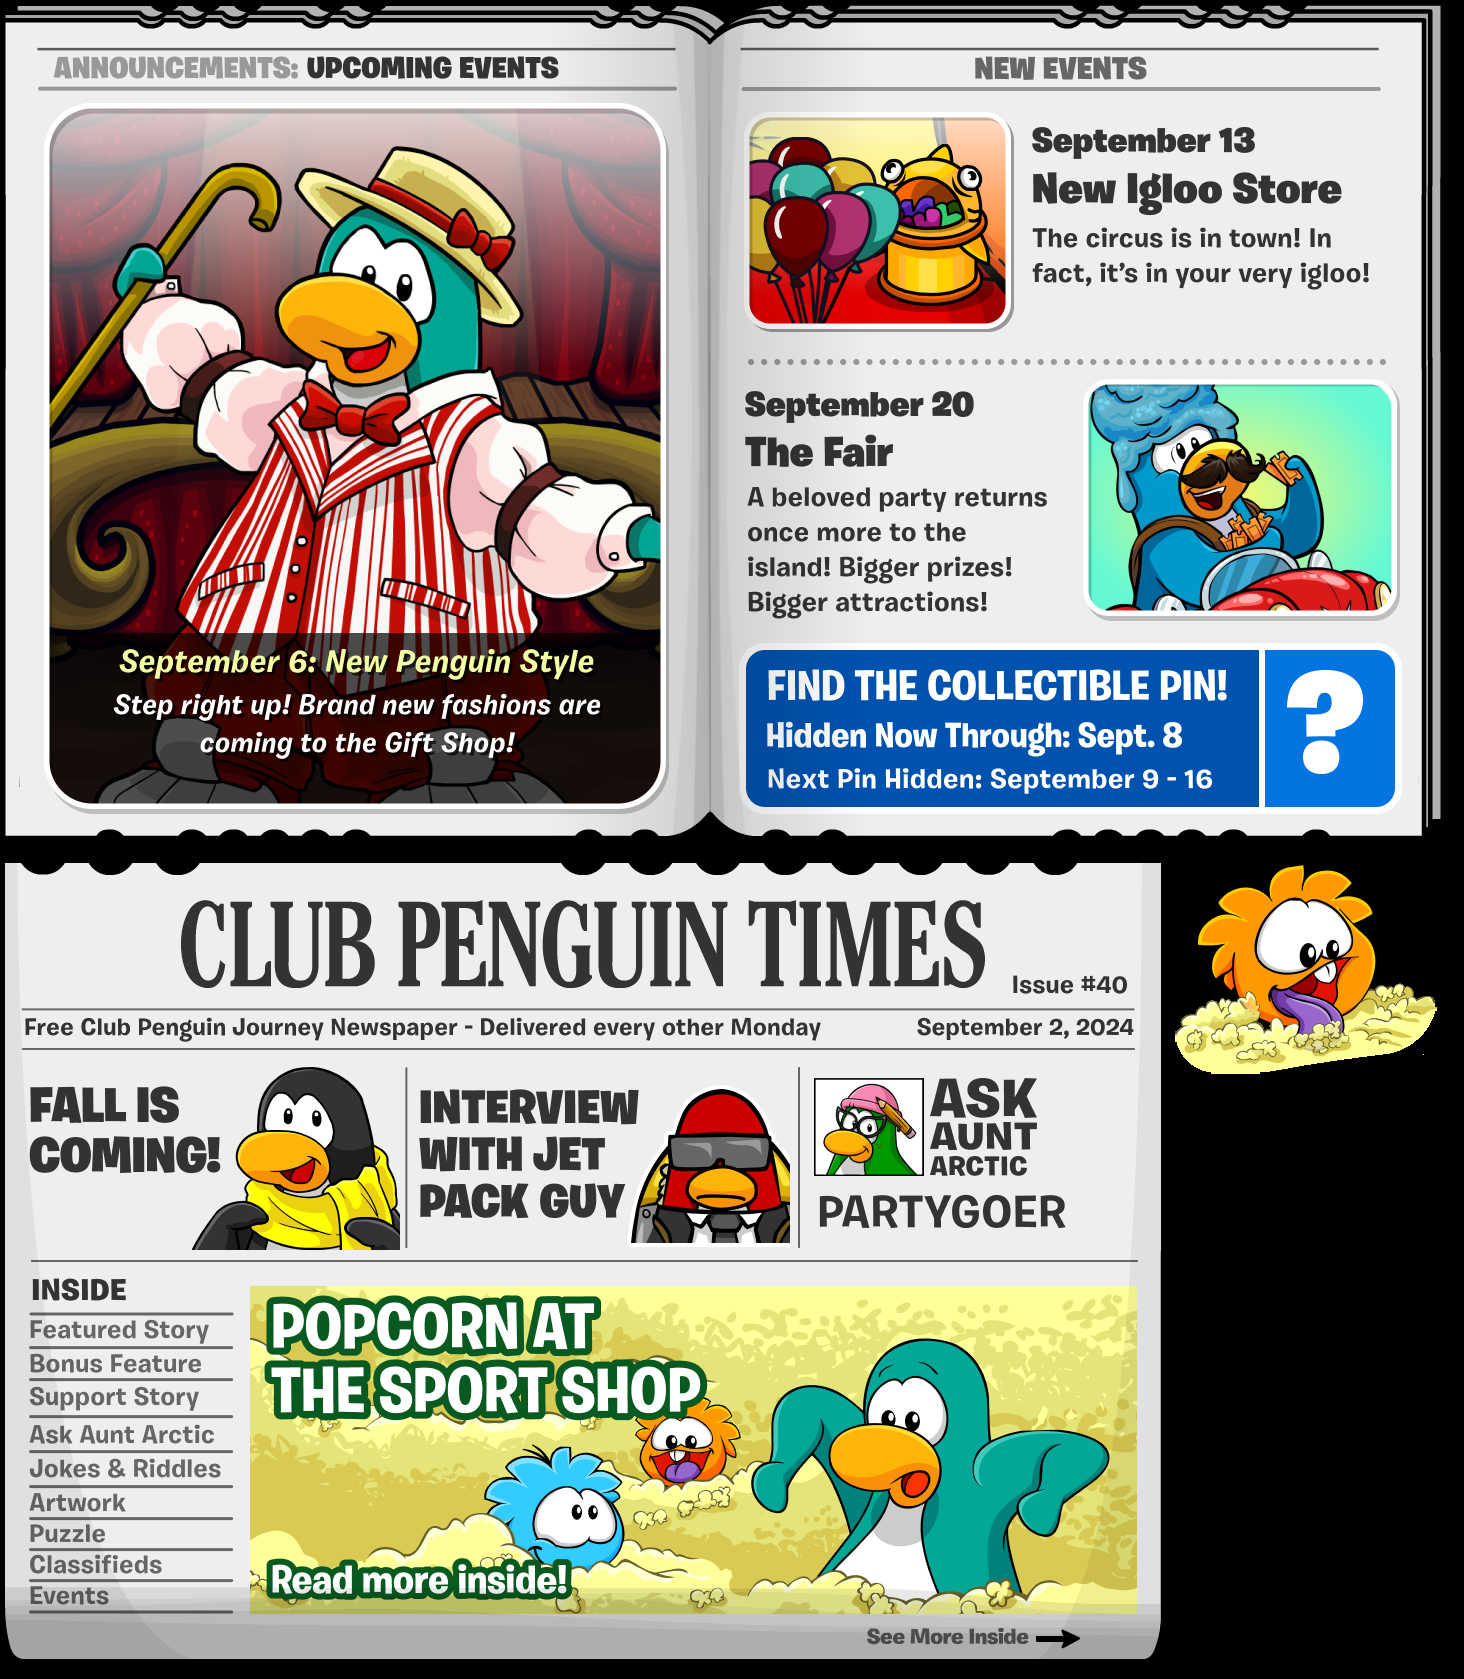 ANNOUNCEMENTS: UPCOMING EVENTS
September 6: New Penguin Style
Step right up! Brand new fashions are
coming to the Gift Shop!
NEW EVENTS
September 13
New Igloo Store
The circus is in town! In
fact, it's in your very igloo!
September 20
The Fair
A beloved party returns
once more to the
island! Bigger prizes!
Bigger attractions!
FIND THE COLLECTIBLE PIN!
Hidden Now Through: Sept. 8
Next Pin Hidden: September 9 - 16
?
CLUB PENGUIN TIMES
Issue #40
Free Club Penguin Journey Newspaper - Delivered every other Monday
September 2, 2024
FALL IS
COMING!
INTERVIEW
WITH JET
PACK GUY
ASK
AUNT
ARCTIC
PARTYGOER
INSIDE
Featured Story
Bonus Feature
Support Story
Ask Aunt Arctic
Jokes & Riddles
Artwork
Puzzle
Classifieds
Events
POPCORN AT
THE SPORT SHOP
Read more inside!
See More Inside